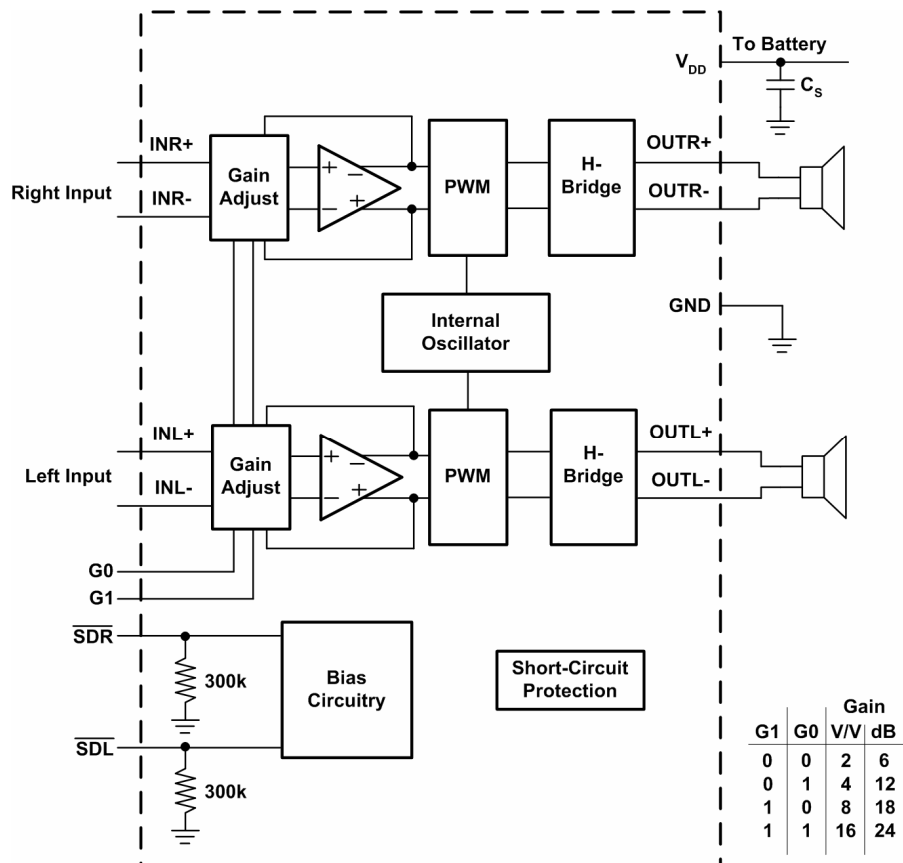 To Battery
VDD
CS
INR+
Right Input
INR-
Gain
Adjust
+
−
−
+
PWM
H-
Bridge
OUTR+
OUTR-
GND
Internal
Oscillator
INL+
Left Input
INL-
Gain
Adjust
+
−
−
+
PWM
H-
Bridge
OUTL+
OUTL-
G0
G1
SDR
300k
Bias
Circuitry
SDL
300k
Short-Circuit
Protection
Gain
G1 G0 V/V dB
0 0 2 6
0 1 4 12
1 0 8 18
1 1 16 24